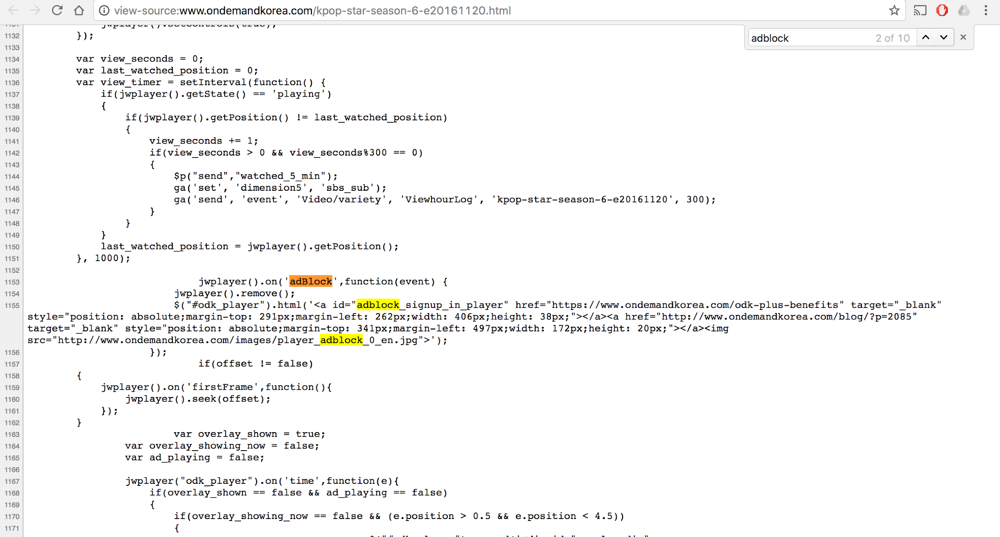 view-source:www.ondemandkorea.com/kpop-star-season-6-e20161120.html
adblock 2 of 10
1131 jwplayer().setControls(true);
1132 });
1133
1134 var view_seconds = 0;
1135 var last_watched_position = 0;
1136 var view_timer = setInterval(function() {
1137 if(jwplayer().getState() == 'playing')
1138 {
1139 if(jwplayer().getPosition() != last_watched_position)
1140 {
1141 view_seconds += 1;
1142 if(view_seconds > 0 && view_seconds%300 == 0)
1143 {
1144 $p("send","watched_5_min");
1145 ga('set', 'dimension5', 'sbs_sub');
1146 ga('send', 'event', 'Video/variety', 'ViewhourLog', 'kpop-star-season-6-e20161120', 300);
1147 }
1148 }
1149 }
1150 last_watched_position = jwplayer().getPosition();
1151 }, 1000);
1152
1153 jwplayer().on('adBlock',function(event) {
1154 jwplayer().remove();
1155 $("#odk_player").html('<a id="adblock_signup_in_player" href="https://www.ondemandkorea.com/odk-plus-benefits" target="_blank"
style="position: absolute;margin-top: 291px;margin-left: 262px;width: 406px;height: 38px;"></a><a href="http://www.ondemandkorea.com/blog/?p=2085"
target="_blank" style="position: absolute;margin-top: 341px;margin-left: 497px;width: 172px;height: 20px;"></a><img
src="http://www.ondemandkorea.com/images/player_adblock_0_en.jpg">');
1156 });
1157 if(offset != false)
1158 {
1159 jwplayer().on('firstFrame',function(){
1160 jwplayer().seek(offset);
1161 });
1162 }
1163 var overlay_shown = true;
1164 var overlay_showing_now = false;
1165 var ad_playing = false;
1166
1167 jwplayer("odk_player").on('time',function(e){
1168 if(overlay_shown == false && ad_playing == false)
1169 {
1170 if(overlay_showing_now == false && (e.position > 0.5 && e.position < 4.5))
1171 {